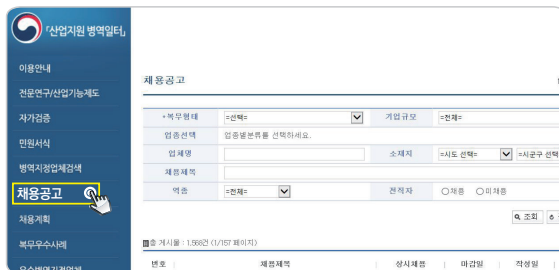 「산업지원 병역일터」
이용안내
전문연구/산업기능제도
자가검증
민원서식
병역지정업체검색
채용공고
채용계획
복무우수사례
채용공고
*복무형태 =선택= 기업규모 =전체=
업종선택 업종별분류를 선택하세요.
업체명 소재지 =시도 선택= =시군구 선택
채용제목
역종 =전체= 전직자 ○채용 ○미채용
조회
총 게시물 : 1,568건 (1/157 페이지)
번호 채용제목 상시채용 마감일 작성일